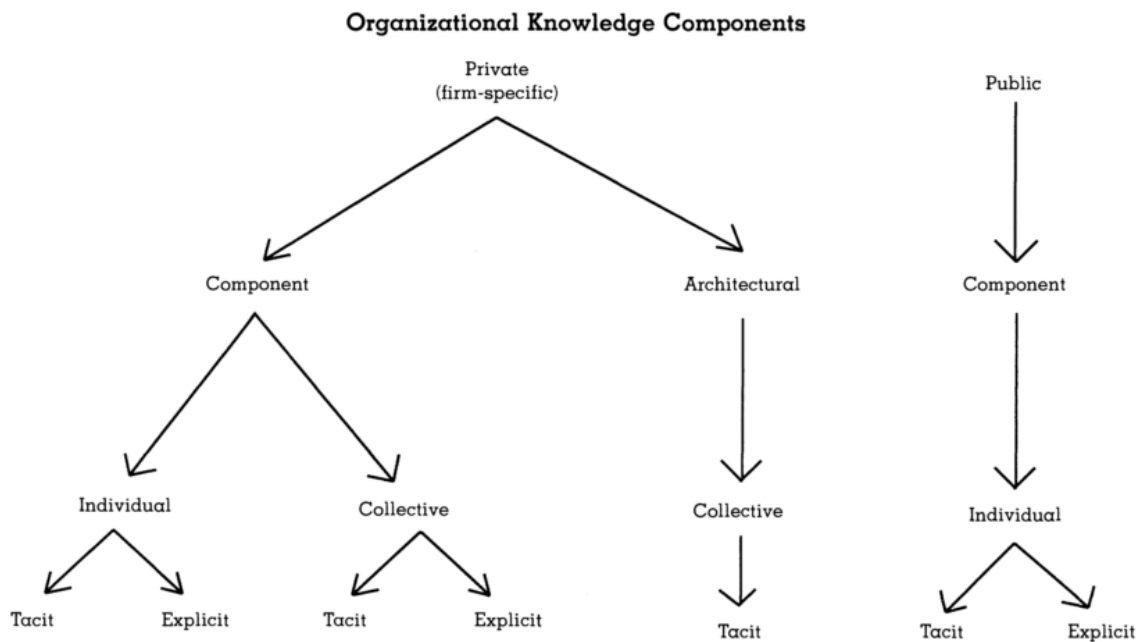 Organizational Knowledge Components
Private
(firm-specific)
Public
Component
Architectural
Component
Individual
Collective
Collective
Individual
Tacit
Explicit
Tacit
Explicit
Tacit
Tacit
Explicit